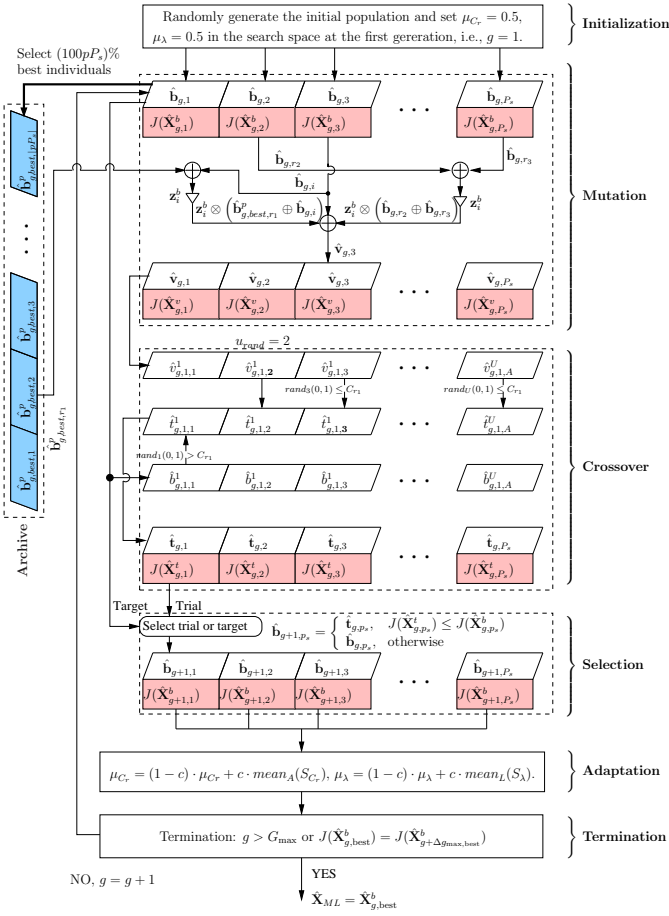 Randomly generate the initial population and set μ_{C_r} = 0.5,
μ_λ = 0.5 in the search space at the first gereration, i.e., g = 1.
Initialization
Select (100pP_s)%
best individuals
b̂_{g,1} b̂_{g,2} b̂_{g,3} · · · b̂_{g,P_s}
J(X̂^b_{g,1}) J(X̂^b_{g,2}) J(X̂^b_{g,3}) J(X̂^b_{g,P_s})
b̂_{g,r_2} b̂_{g,r_3}
b̂_{g,i}
z^b_i z^b_i
z^b_i ⊗ (b̂^p_{g,best,r_1} ⊕ b̂_{g,i}) z^b_i ⊗ (b̂_{g,r_2} ⊕ b̂_{g,r_3})
v̂_{g,3}
Mutation
v̂_{g,1} v̂_{g,2} v̂_{g,3} · · · v̂_{g,P_s}
J(X̂^v_{g,1}) J(X̂^v_{g,2}) J(X̂^v_{g,3}) J(X̂^v_{g,P_s})
b̂^p_{g,best,|pP_s|}
· · ·
b̂^p_{g,best,3}
b̂^p_{g,best,2}
b̂^p_{g,best,1}
b̂^p_{g,best,r_1}
Archive
u_{rand} = 2
v̂^1_{g,1,1} v̂^1_{g,1,2} v̂^1_{g,1,3} · · · v̂^U_{g,1,A}
rand_3(0,1) ≤ C_{r_1} rand_U(0,1) ≤ C_{r_1}
t̂^1_{g,1,1} t̂^1_{g,1,2} t̂^1_{g,1,3} · · · t̂^U_{g,1,A}
rand_1(0,1) > C_{r_1}
Crossover
b̂^1_{g,1,1} b̂^1_{g,1,2} b̂^1_{g,1,3} · · · b̂^U_{g,1,A}
t̂_{g,1} t̂_{g,2} t̂_{g,3} · · · t̂_{g,P_s}
J(X̂^t_{g,1}) J(X̂^t_{g,2}) J(X̂^t_{g,3}) J(X̂^t_{g,P_s})
Target Trial
Select trial or target
b̂_{g+1,p_s} = { t̂_{g,p_s}, J(X̂^t_{g,p_s}) ≤ J(X̂^b_{g,p_s})
b̂_{g,p_s}, otherwise
Selection
b̂_{g+1,1} b̂_{g+1,2} b̂_{g+1,3} · · · b̂_{g+1,P_s}
J(X̂^b_{g+1,1}) J(X̂^b_{g+1,2}) J(X̂^b_{g+1,3}) J(X̂^b_{g+1,P_s})
μ_{C_r} = (1 − c) · μ_{C_r} + c · mean_A(S_{C_r}), μ_λ = (1 − c) · μ_λ + c · mean_L(S_λ).
Adaptation
Termination: g > G_max or J(X̂^b_{g,best}) = J(X̂^b_{g+Δg_max,best})
Termination
NO, g = g + 1
YES
X̂_{ML} = X̂^b_{g,best}